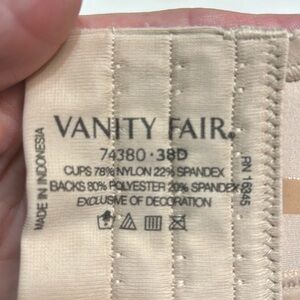 VANITY FAIR®
74380 · 38D
CUPS 78% NYLON 22% SPANDEX
BACKS 80% POLYESTER 20% SPANDEX
EXCLUSIVE OF DECORATION
MADE IN INDONESIA
RN 16945